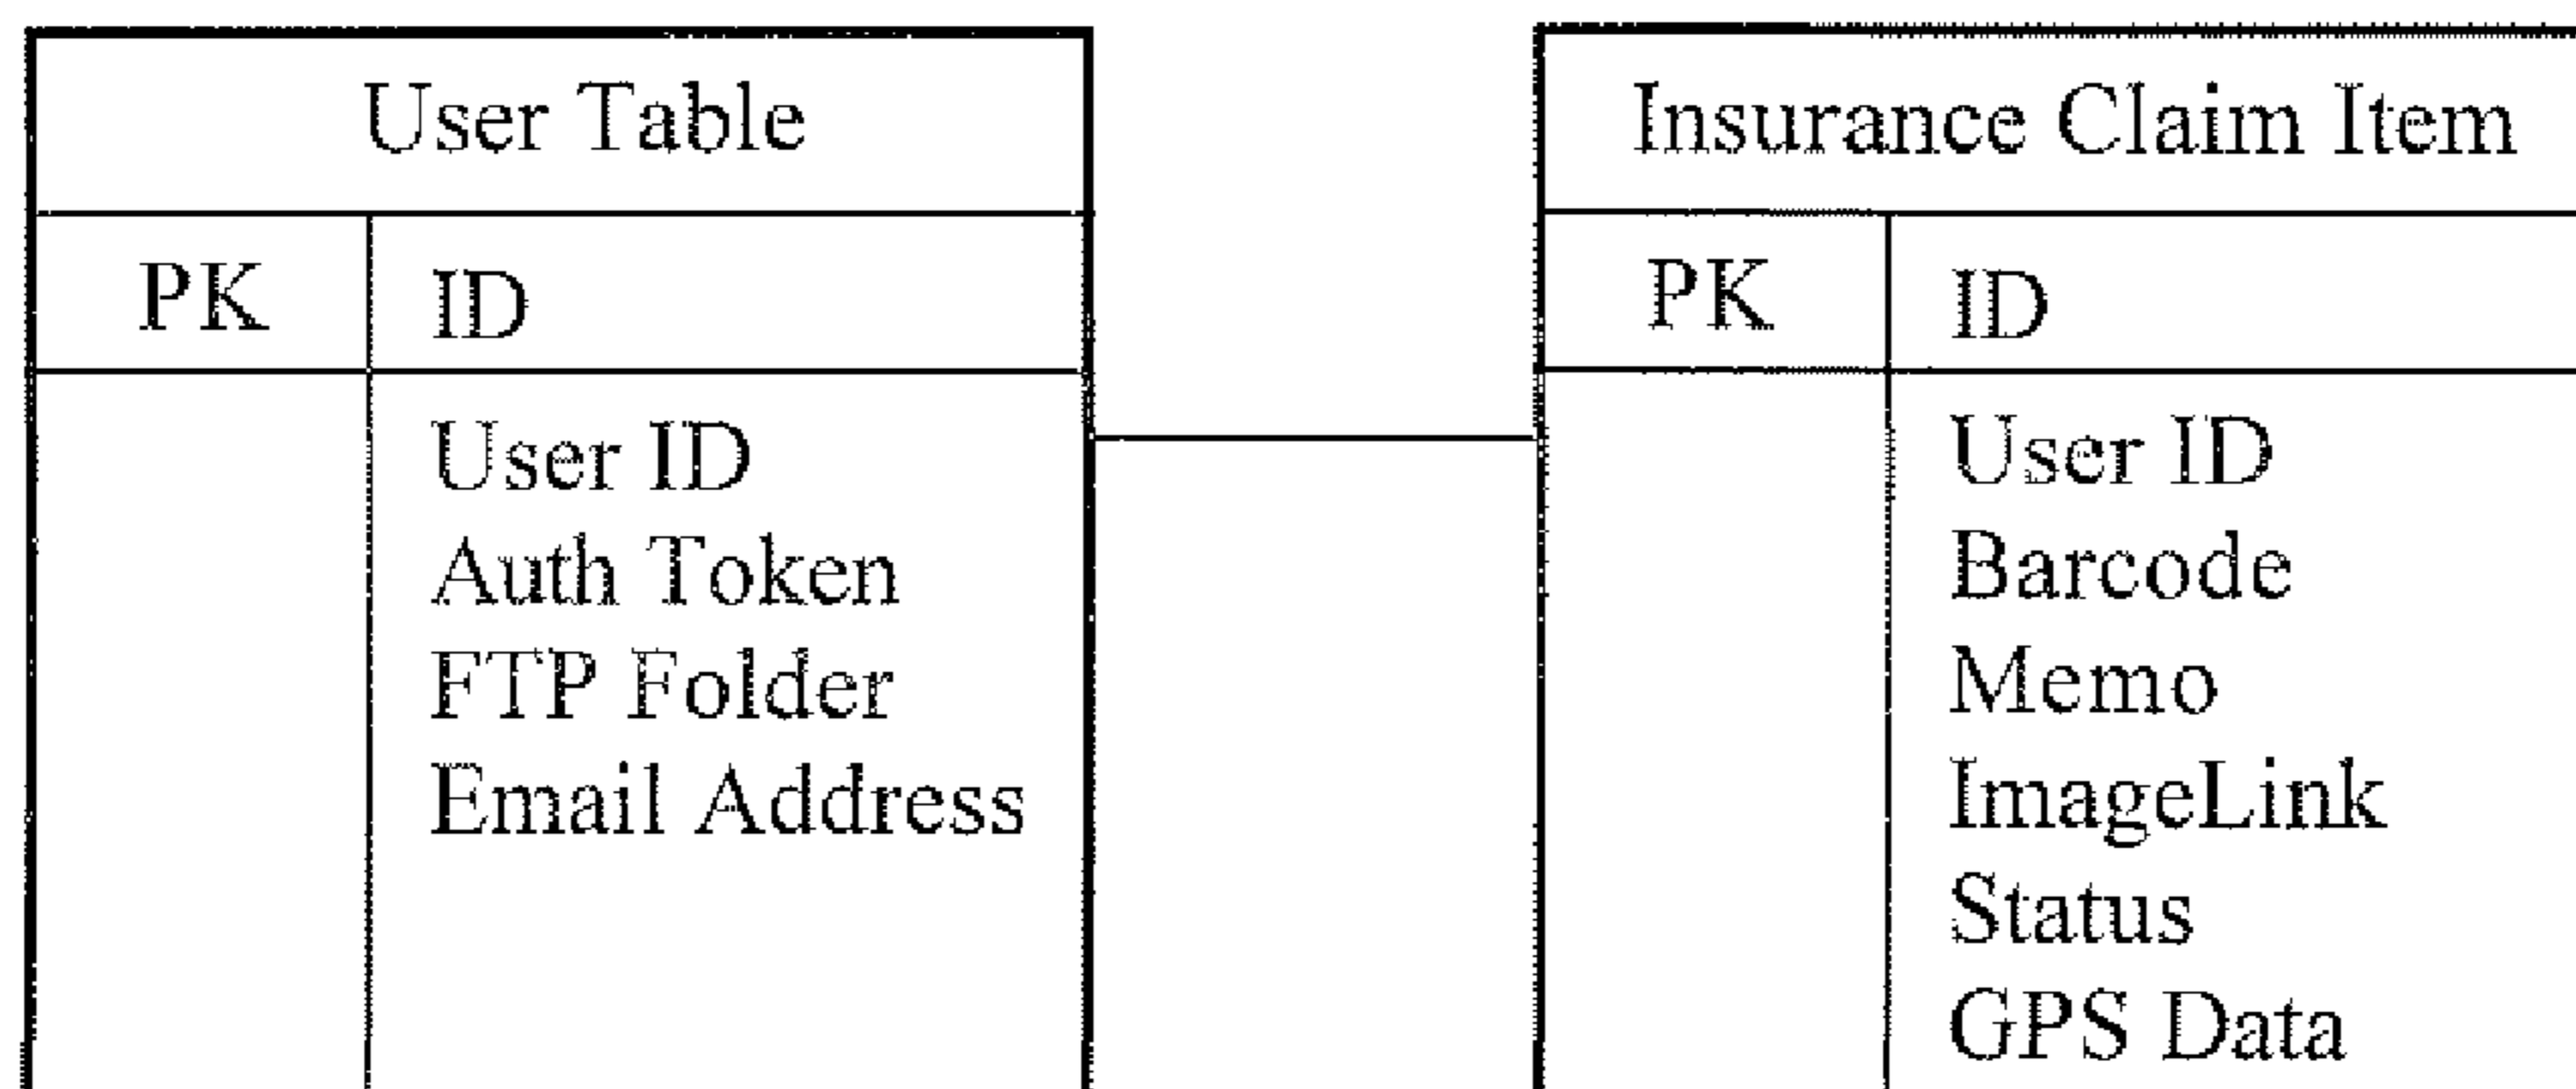 User Table
PK ID
User ID
Auth Token
FTP Folder
Email Address
Insurance Claim Item
PK ID
User ID
Barcode
Memo
ImageLink
Status
GPS Data